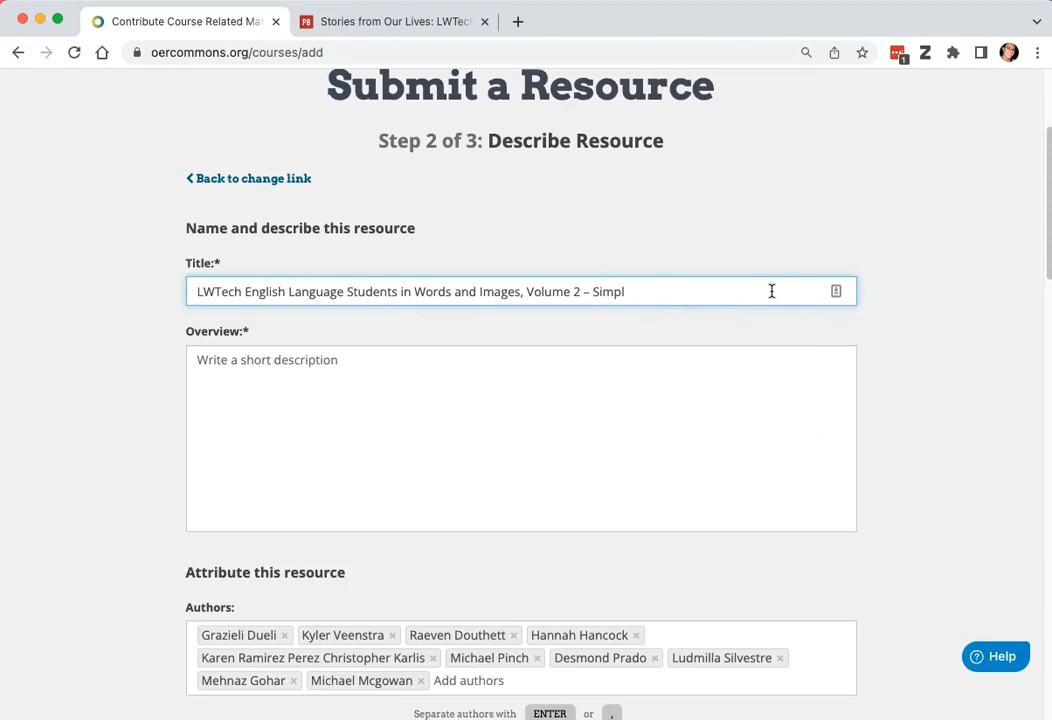 Contribute Course Related Mat
PB
Stories from Our Lives: LWTech
oercommons.org/courses/add
1
Z
Submit a Resource
Step 2 of 3: Describe Resource
Back to change link
Name and describe this resource
Title:*
LWTech English Language Students in Words and Images, Volume 2 – Simpl
Overview:*
Write a short description
Attribute this resource
Authors:
Grazieli Dueli × Kyler Veenstra × Raeven Douthett × Hannah Hancock ×
Karen Ramirez Perez Christopher Karlis × Michael Pinch × Desmond Prado × Ludmilla Silvestre ×
Mehnaz Gohar × Michael Mcgowan × Add authors
Separate authors with ENTER or ,
Help